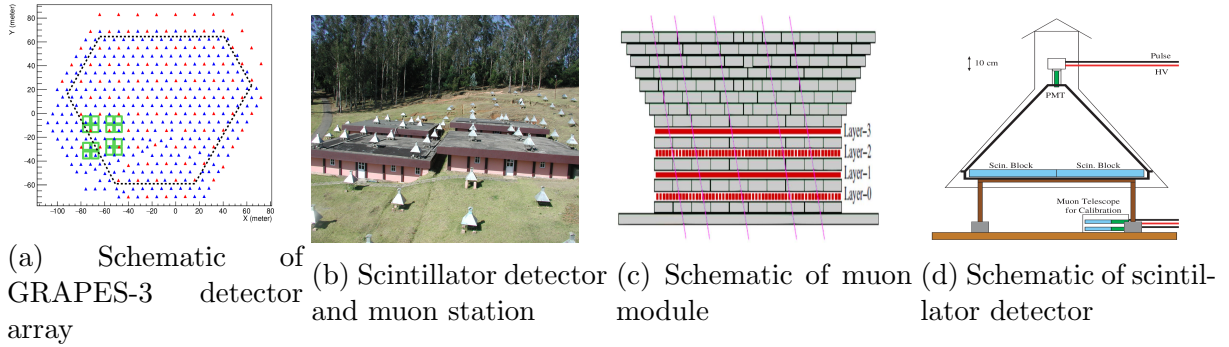 Y (meter)
80
60
40
20
0
−20
−40
−60
−100 −80 −60 −40 −20 0 20 40 60 80
X (meter)
Layer–3
Layer–2
Layer–1
Layer–0
10 cm
Pulse
HV
PMT
Scin. Block Scin. Block
Muon Telescope
for Calibration
(a) Schematic of
GRAPES-3 detector
array
(b) Scintillator detector
and muon station
(c) Schematic of muon
module
(d) Schematic of scintil-
lator detector